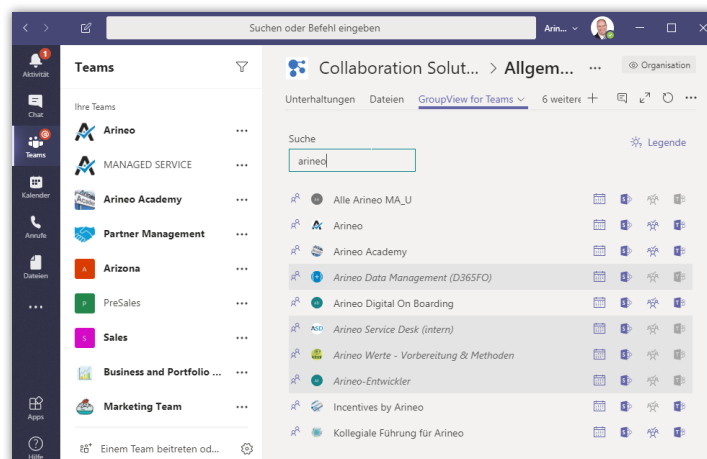 Suchen oder Befehl eingeben
Arin...
1
Aktivität
Chat
Teams
Kalender
Anrufe
Dateien
Apps
Hilfe
Teams
Ihre Teams
Arineo
MANAGED SERVICE
Arineo Academy
Partner Management
A Arizona
P PreSales
S Sales
Business and Portfolio ...
Marketing Team
Einem Team beitreten od...
Collaboration Solut... > Allgem... ...
Organisation
Unterhaltungen Dateien GroupView for Teams 6 weitere
Suche
arineo
Legende
Alle Arineo MA_U
Arineo
Arineo Academy
Arineo Data Management (D365FO)
Arineo Digital On Boarding
ASD Arineo Service Desk (intern)
Arineo Werte - Vorbereitung & Methoden
Arineo-Entwickler
Incentives by Arineo
Kollegiale Führung für Arineo